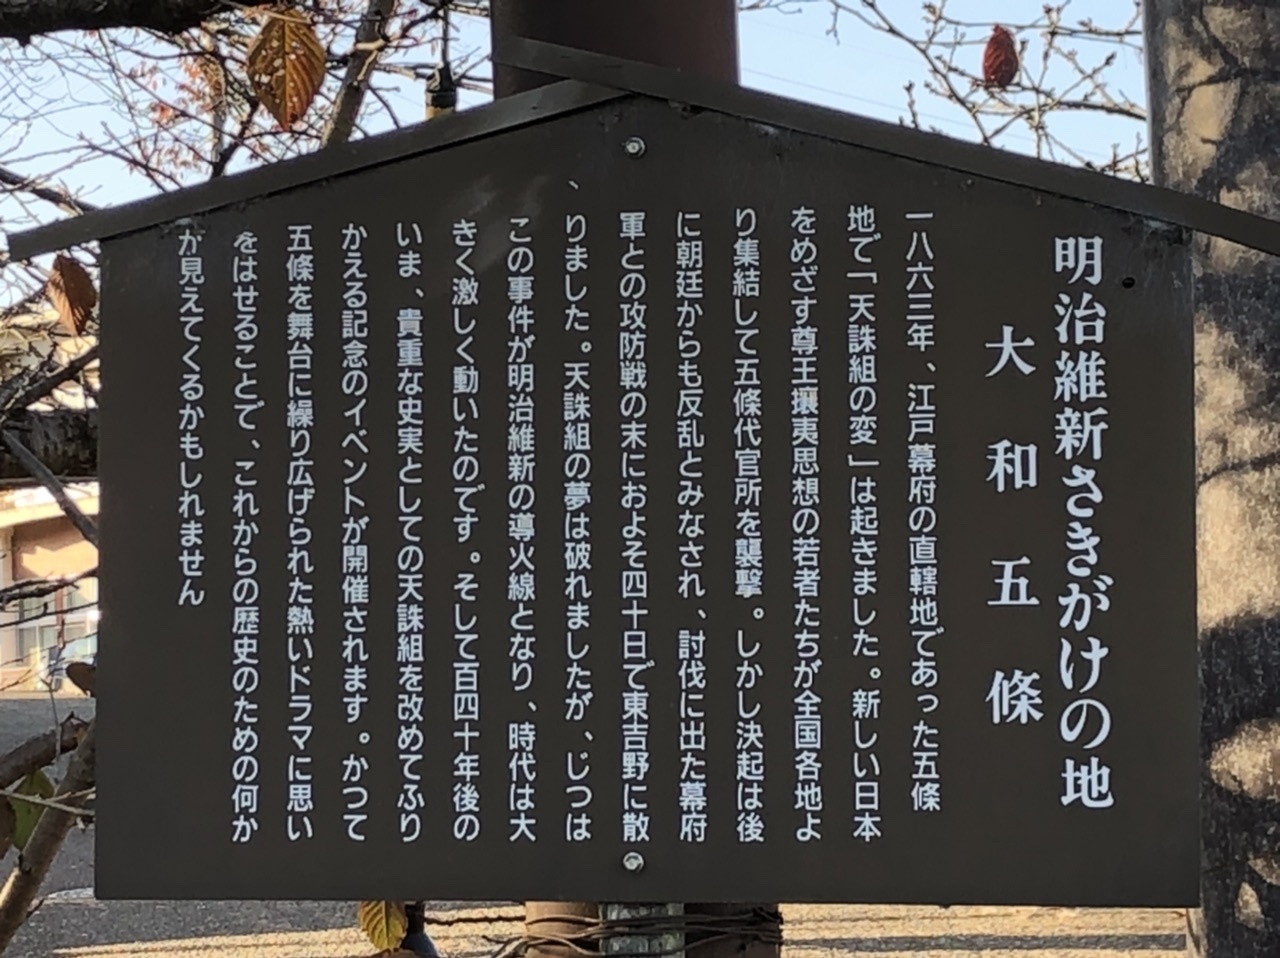 明治維新さきがけの地
大和五條
一八六三年、江戸幕府の直轄地であった五條
地で「天誅組の変」は起きました。新しい日本
をめざす尊王攘夷思想の若者たちが全国各地よ
り集結して五條代官所を襲撃。しかし決起は後
に朝廷からも反乱とみなされ、討伐に出た幕府
軍との攻防戦の末におよそ四十日で東吉野に散
りました。天誅組の夢は破れましたが、じつは
この事件が明治維新の導火線となり、時代は大
きく激しく動いたのです。そして百四十年後の
いま、貴重な史実としての天誅組を改めてふり
かえる記念のイベントが開催されます。かつて
五條を舞台に繰り広げられた熱いドラマに思い
をはせることで、これからの歴史のための何か
が見えてくるかもしれません